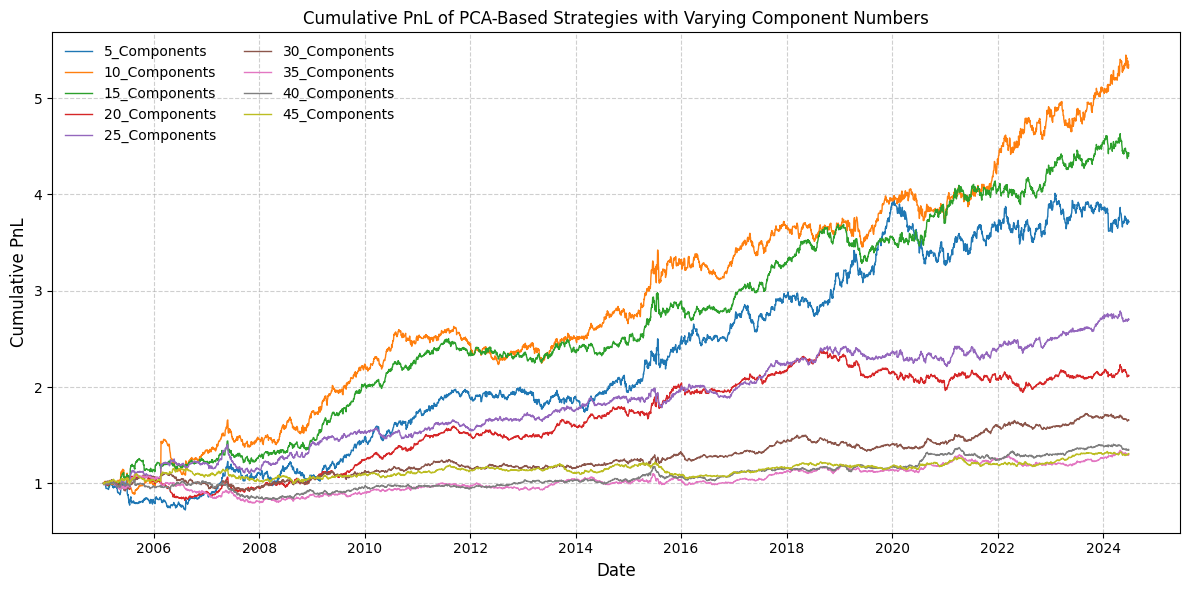 Cumulative PnL of PCA-Based Strategies with Varying Component Numbers
5_Components
10_Components
15_Components
20_Components
25_Components
30_Components
35_Components
40_Components
45_Components
Cumulative PnL
5
4
3
2
1
2006 2008 2010 2012 2014 2016 2018 2020 2022 2024
Date